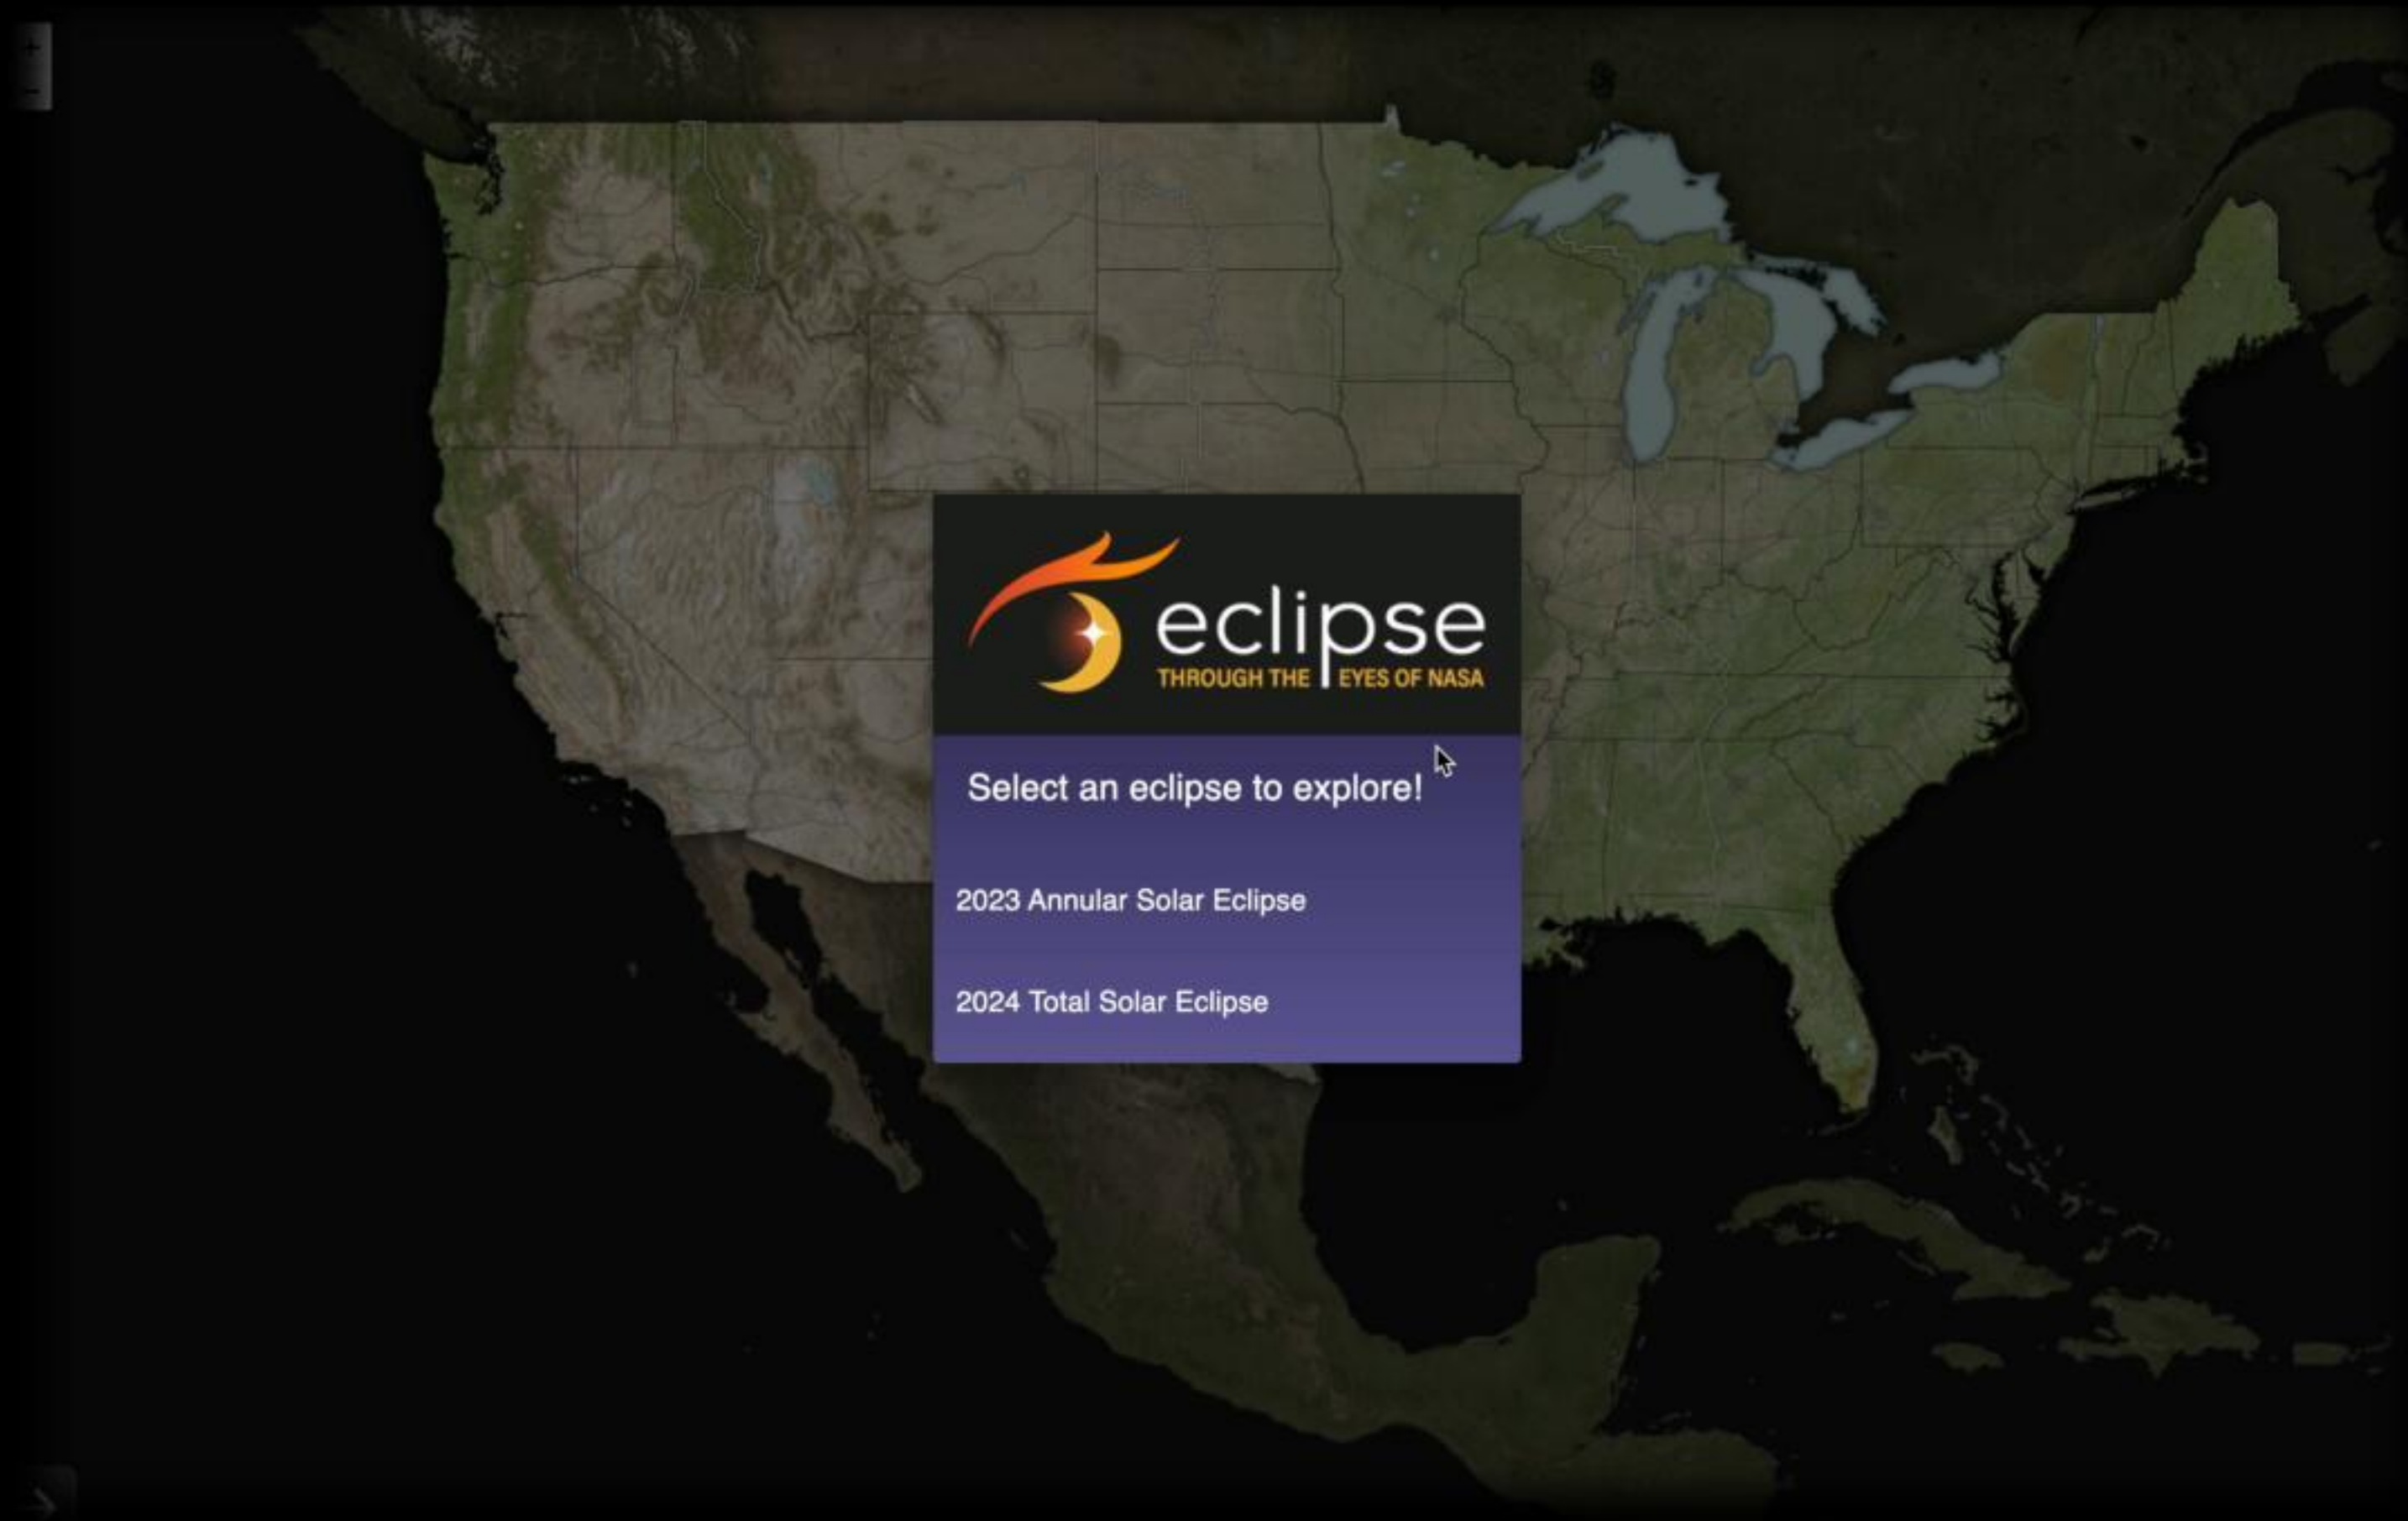 +
−
eclipse
THROUGH THE EYES OF NASA
Select an eclipse to explore!
2023 Annular Solar Eclipse
2024 Total Solar Eclipse